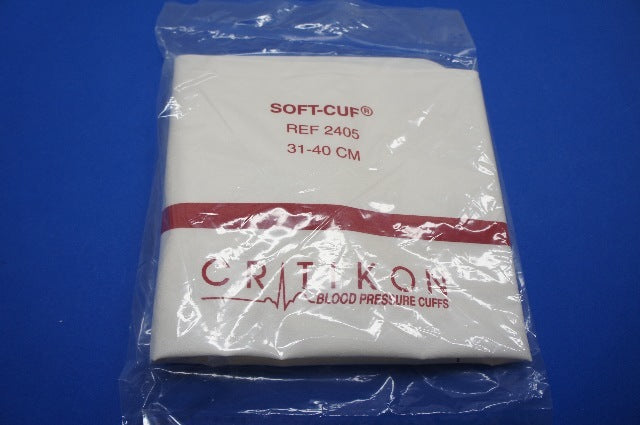 SOFT-CUF®
REF 2405
31-40 CM
CRITIKON
BLOOD PRESSURE CUFFS